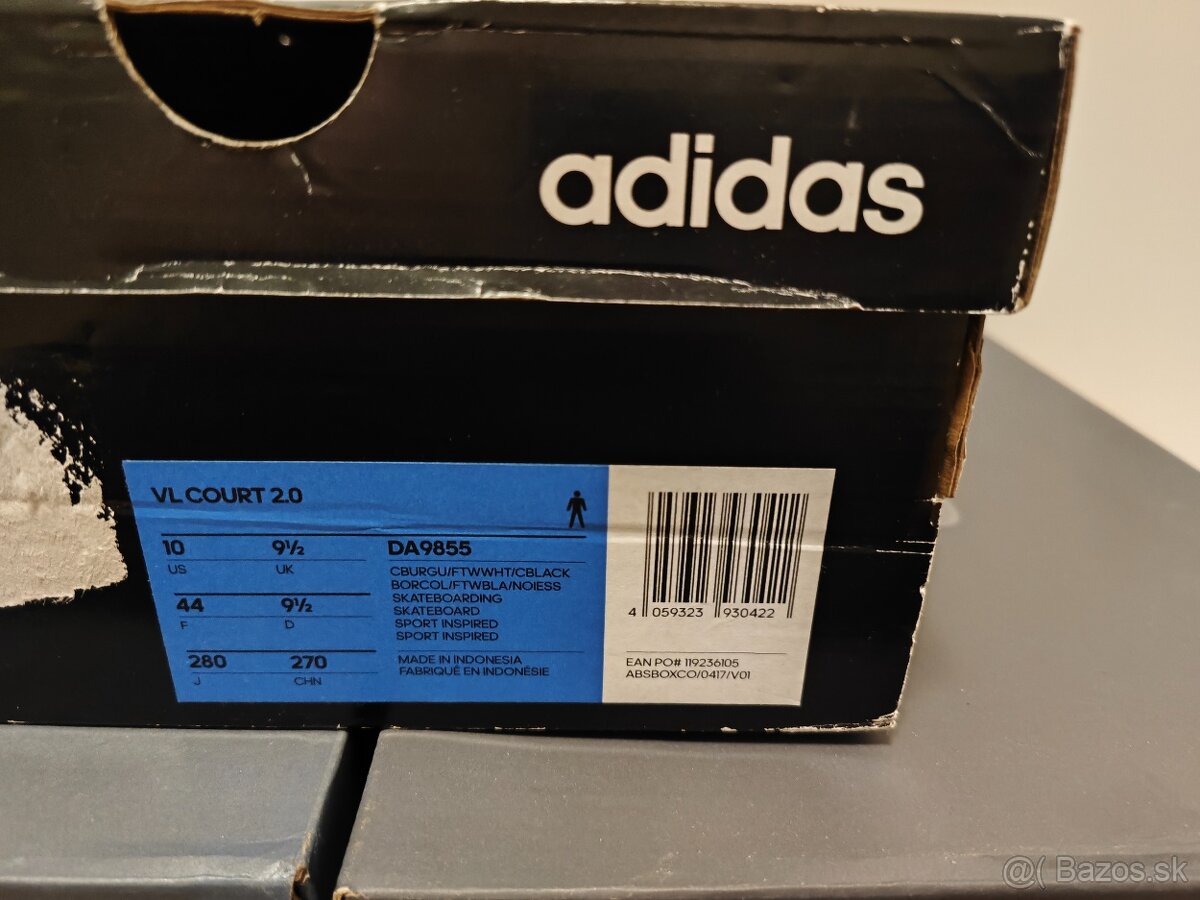 adidas
VL COURT 2.0
10 9½ DA9855
US UK
CBURGU/FTWWHT/CBLACK
BORCOL/FTWBLA/NOIESS
SKATEBOARDING
44 9½ SKATEBOARD
F D SPORT INSPIRED
SPORT INSPIRED
280 270 MADE IN INDONESIA
J CHN FABRIQUÉ EN INDONÉSIE
4 059323 930422
EAN PO# 119236105
ABSBOXCO/0417/V01
@( Bazos.sk